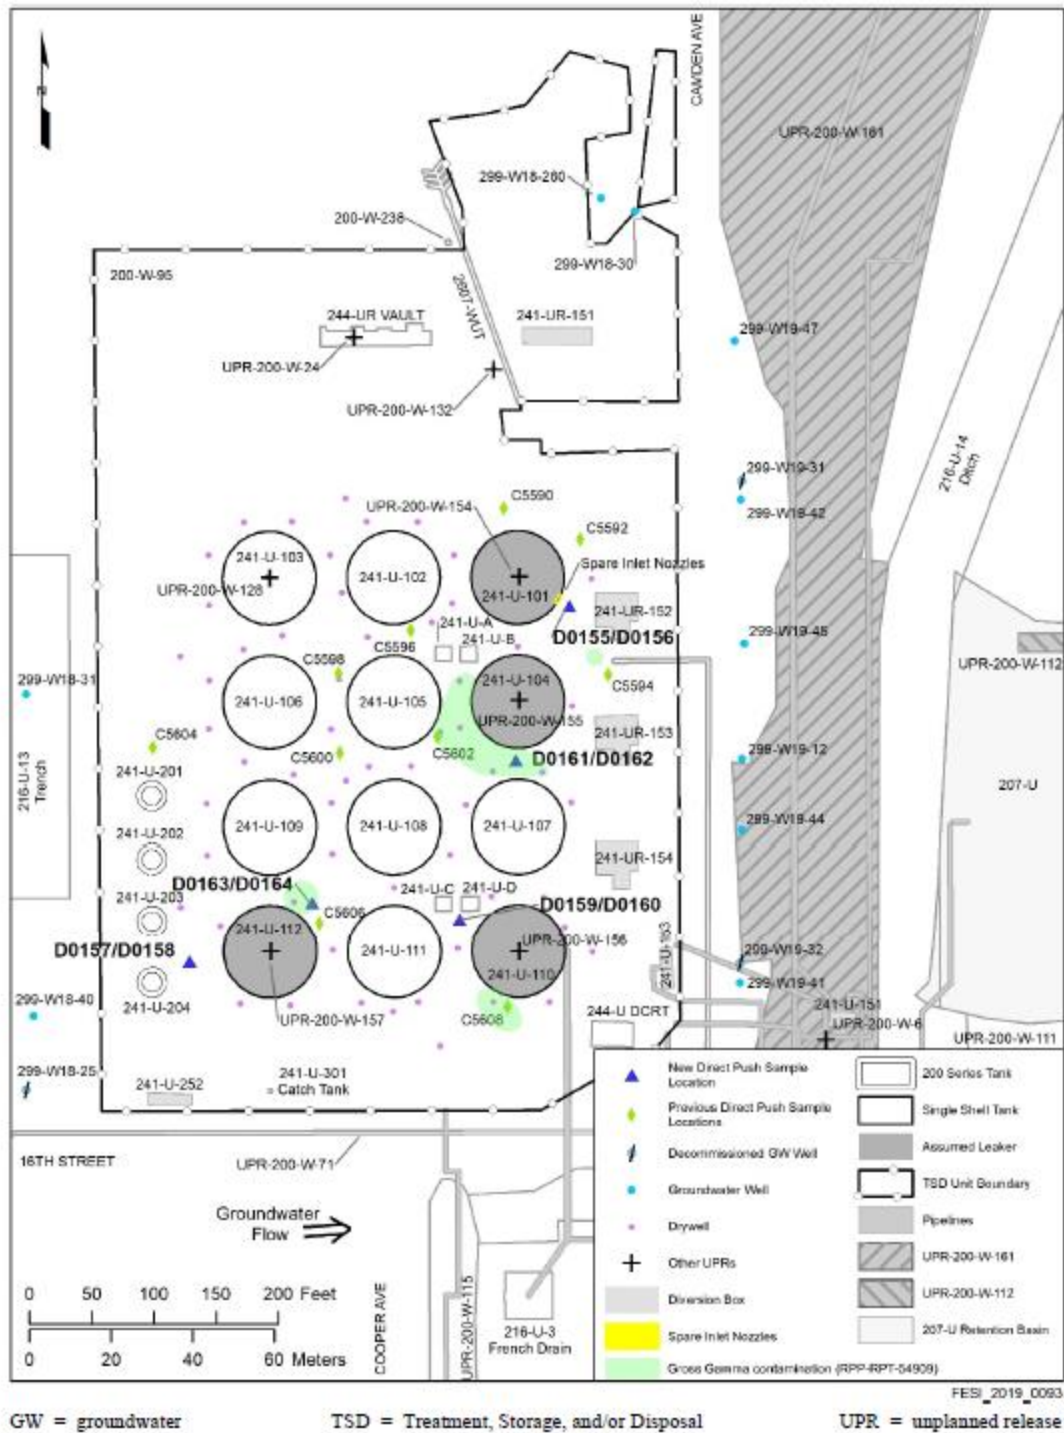 CAMDEN AVE
N
UPR-200-W-161
299-W18-260
200-W-238
299-W18-30
200-W-95
2607-WUT
244-UR VAULT
241-UR-151
299-W19-47
UPR-200-W-24
UPR-200-W-132
216-U-14
Ditch
299-W19-31
C5590
UPR-200-W-154
299-W19-42
C5592
241-U-103
241-U-102
Spare Inlet Nozzles
UPR-200-W-128
241-U-101
241-UR-152
241-U-A
241-U-B
D0155/D0156
C5596
C5598
UPR-200-W-112
299-W18-31
241-U-106
241-U-105
241-U-104
C5594
UPR-200-W-155
241-UR-153
C5604
C5600
C5602
D0161/D0162
299-W19-12
241-U-201
216-U-13
Trench
207-U
241-U-202
241-U-109
241-U-108
241-U-107
299-W19-44
241-UR-154
D0163/D0164
241-U-C
241-U-D
241-U-203
D0159/D0160
C5606
241-U-112
241-U-111
UPR-200-W-156
D0157/D0158
299-W19-32
241-U-153
241-U-110
299-W19-41
299-W18-40
241-U-204
UPR-200-W-157
C5608
244-U DCRT
241-U-151
UPR-200-W-6
UPR-200-W-111
299-W18-25
241-U-252
241-U-301
Catch Tank
16TH STREET
UPR-200-W-71
Groundwater
Flow
0 50 100 150 200 Feet
0 20 40 60 Meters
COOPER AVE
UPR-200-W-115
216-U-3
French Drain
New Direct Push Sample
Location
Previous Direct Push Sample
Locations
Decommissioned GW Well
Groundwater Well
Drywell
Other UPRs
Diversion Box
Spare Inlet Nozzles
Gross Gamma contamination (RPP-RPT-54909)
200 Series Tank
Single Shell Tank
Assumed Leaker
TSD Unit Boundary
Pipelines
UPR-200-W-161
UPR-200-W-112
207-U Retention Basin
FESI_2019_0093
GW = groundwater TSD = Treatment, Storage, and/or Disposal UPR = unplanned release